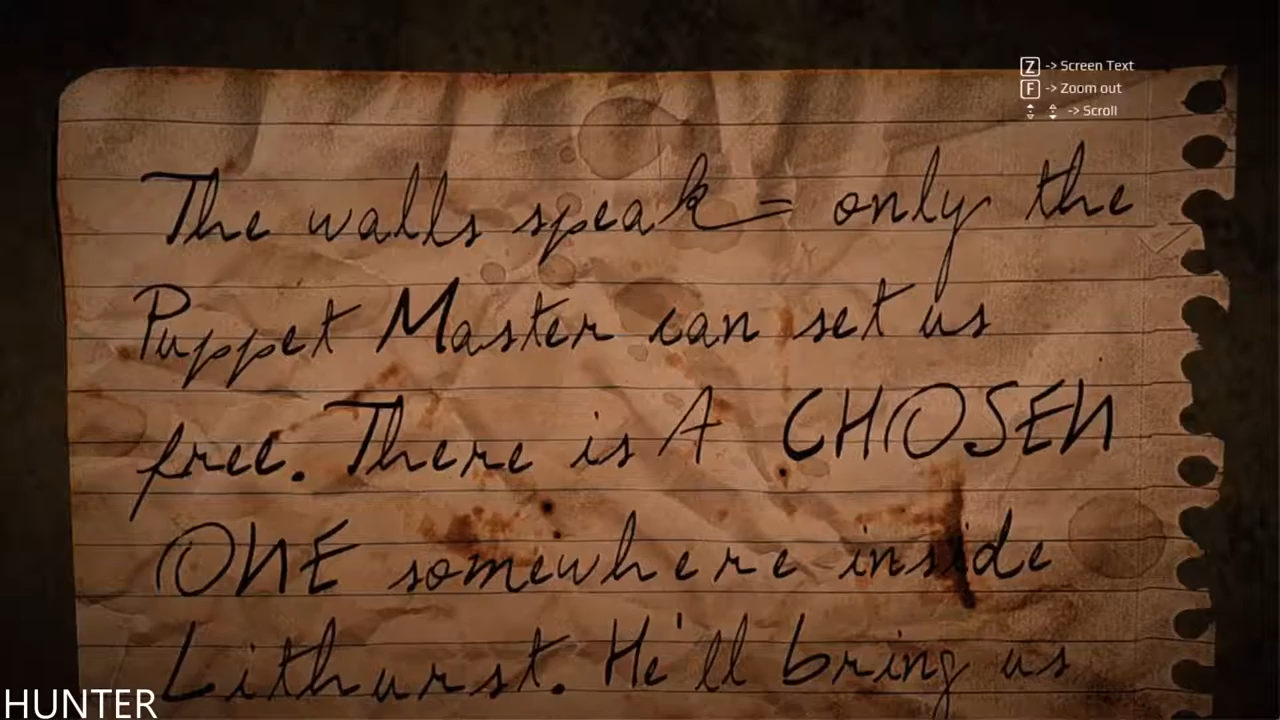 Z -> Screen Text
F -> Zoom out
-> Scroll
The walls speak = only the
Puppet Master can set us
free. There is A CHOSEN
ONE somewhere inside
Lithurst. He'll bring us
HUNTER